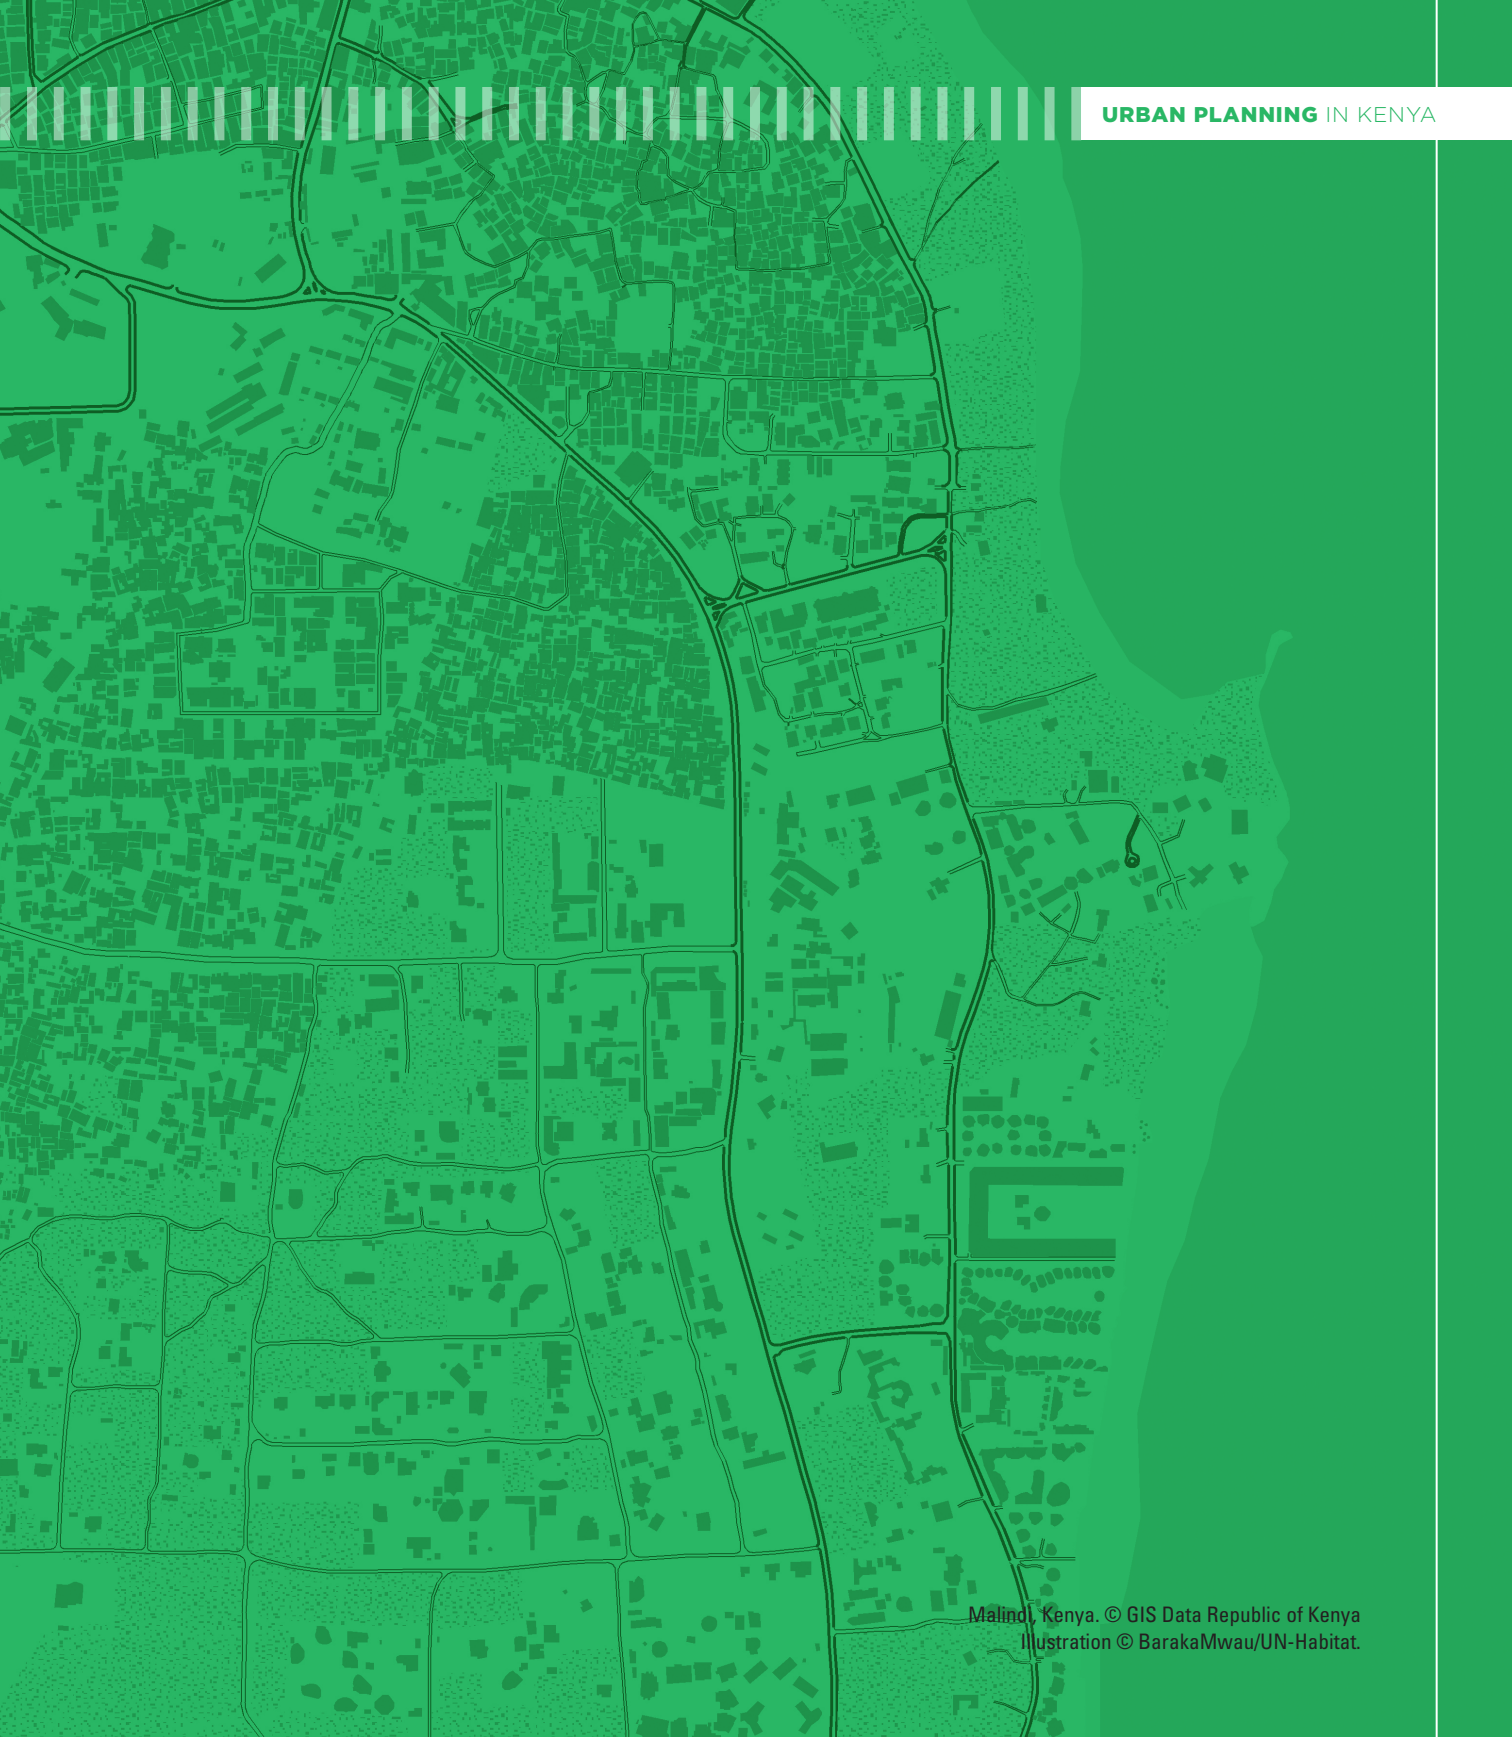 URBAN PLANNING IN KENYA
Malindi, Kenya. © GIS Data Republic of Kenya
Illustration © BarakaMwau/UN-Habitat.